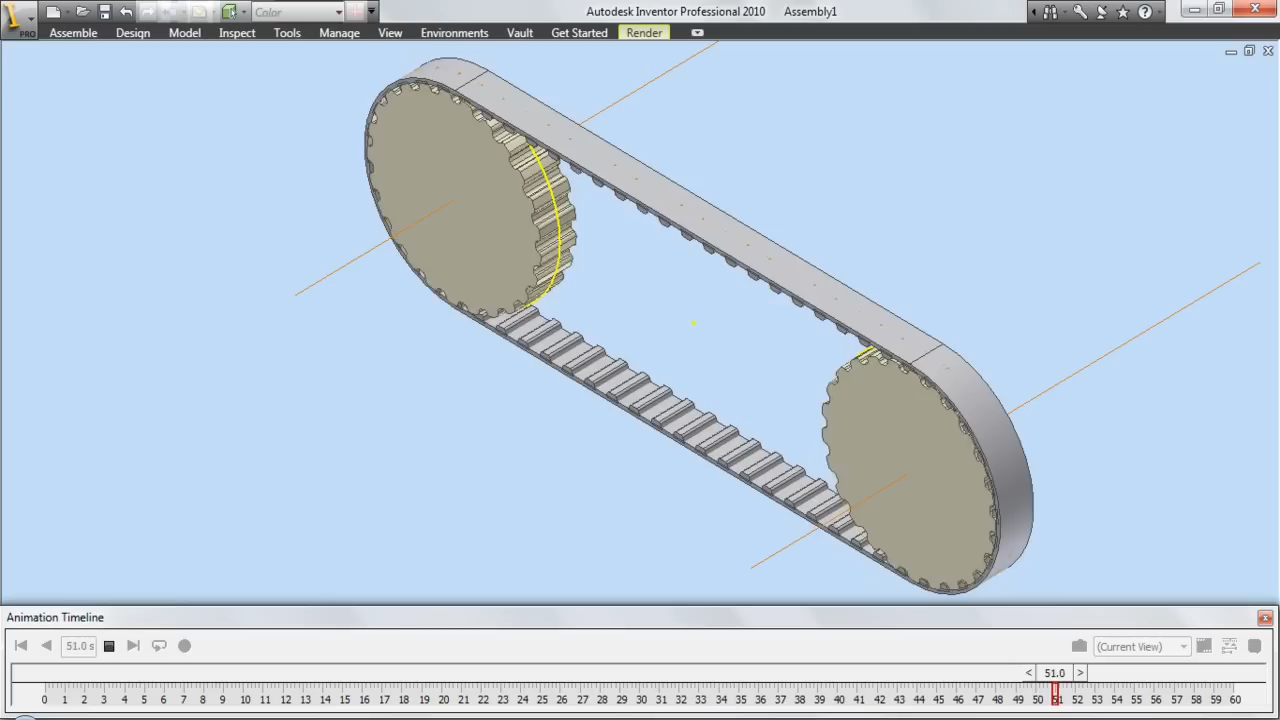 Color
Autodesk Inventor Professional 2010 Assembly1
PRO
Assemble Design Model Inspect Tools Manage View Environments Vault Get Started Render
Animation Timeline
51.0 s
(Current View)
< 51.0 >
0 1 2 3 4 5 6 7 8 9 10 11 12 13 14 15 16 17 18 19 20 21 22 23 24 25 26 27 28 29 30 31 32 33 34 35 36 37 38 39 40 41 42 43 44 45 46 47 48 49 50 51 52 53 54 55 56 57 58 59 60